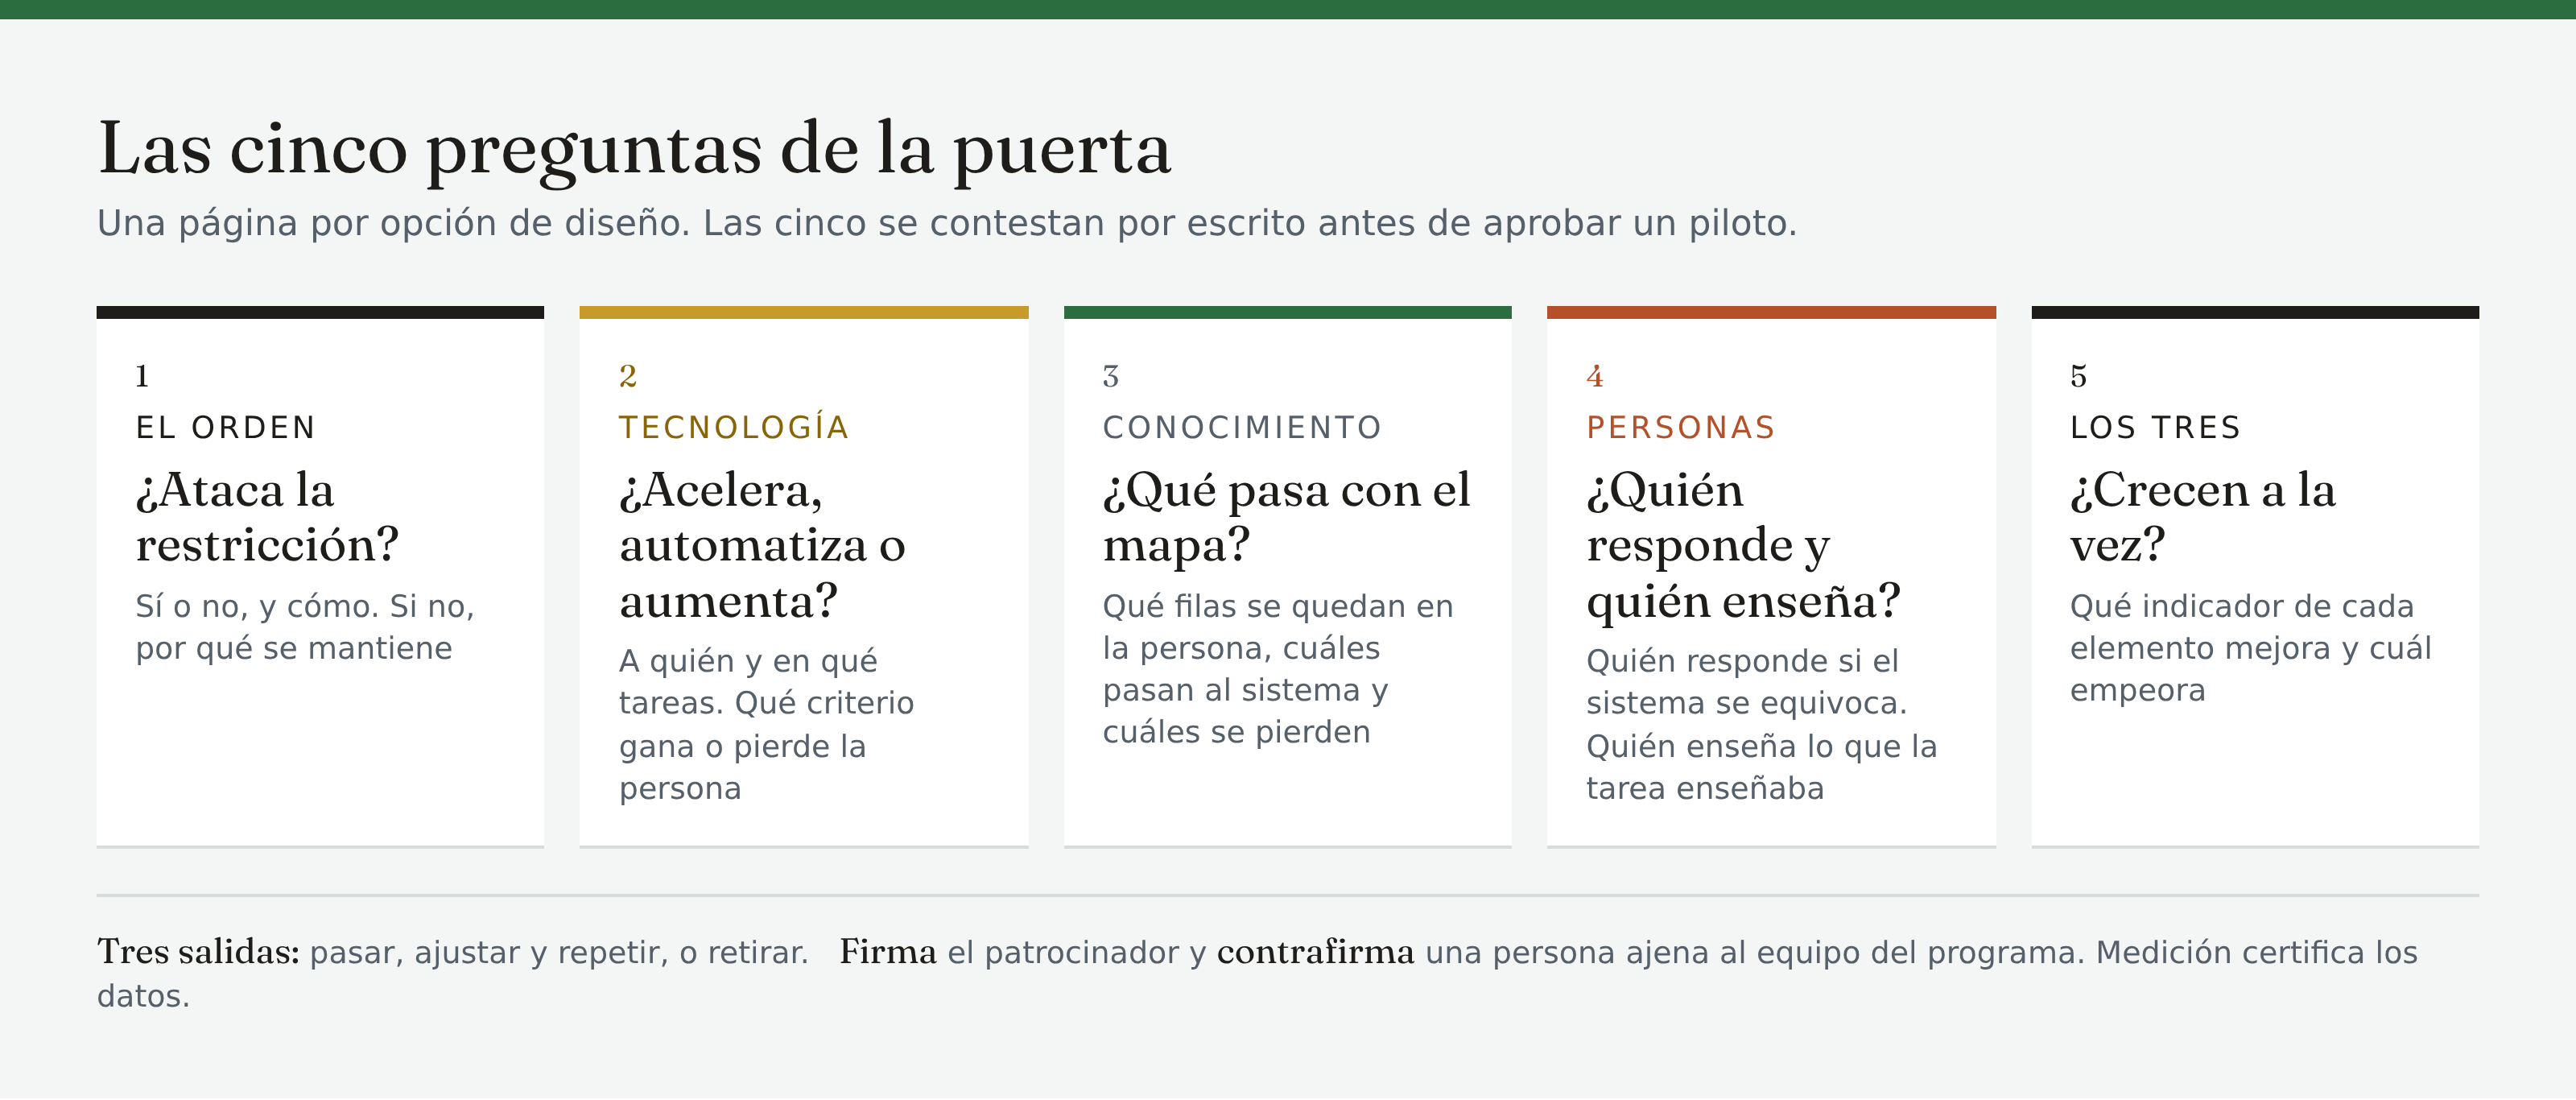 Las cinco preguntas de la puerta
Una página por opción de diseño. Las cinco se contestan por escrito antes de aprobar un piloto.
1
EL ORDEN
¿Ataca la
restricción?
Sí o no, y cómo. Si no,
por qué se mantiene
2
TECNOLOGÍA
¿Acelera,
automatiza o
aumenta?
A quién y en qué
tareas. Qué criterio
gana o pierde la
persona
3
CONOCIMIENTO
¿Qué pasa con el
mapa?
Qué filas se quedan en
la persona, cuáles
pasan al sistema y
cuáles se pierden
4
PERSONAS
¿Quién
responde y
quién enseña?
Quién responde si el
sistema se equivoca.
Quién enseña lo que la
tarea enseñaba
5
LOS TRES
¿Crecen a la
vez?
Qué indicador de cada
elemento mejora y cuál
empeora
Tres salidas: pasar, ajustar y repetir, o retirar. Firma el patrocinador y contrafirma una persona ajena al equipo del programa. Medición certifica los
datos.